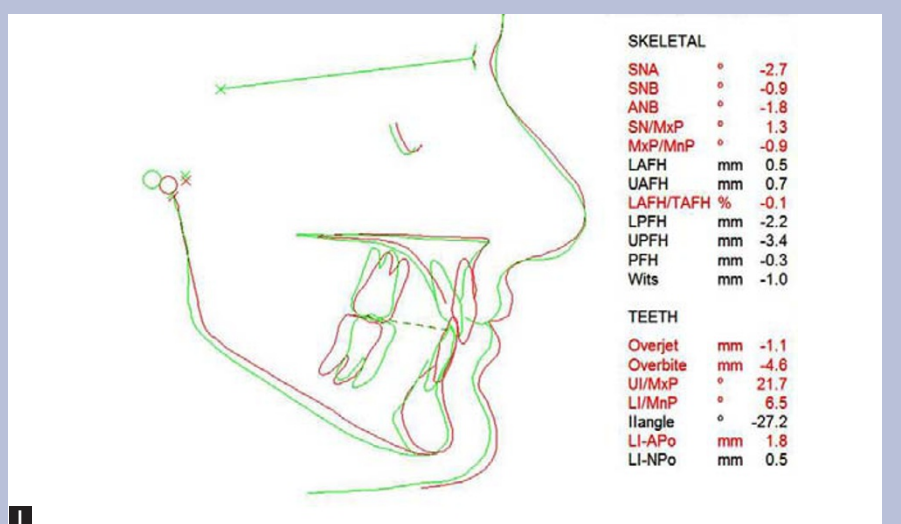 SKELETAL
SNA ° -2.7
SNB ° -0.9
ANB ° -1.8
SN/MxP ° 1.3
MxP/MnP ° -0.9
LAFH mm 0.5
UAFH mm 0.7
LAFH/TAFH % -0.1
LPFH mm -2.2
UPFH mm -3.4
PFH mm -0.3
Wits mm -1.0
TEETH
Overjet mm -1.1
Overbite mm -4.6
UI/MxP ° 21.7
LI/MnP ° 6.5
IIangle ° -27.2
LI-APo mm 1.8
LI-NPo mm 0.5